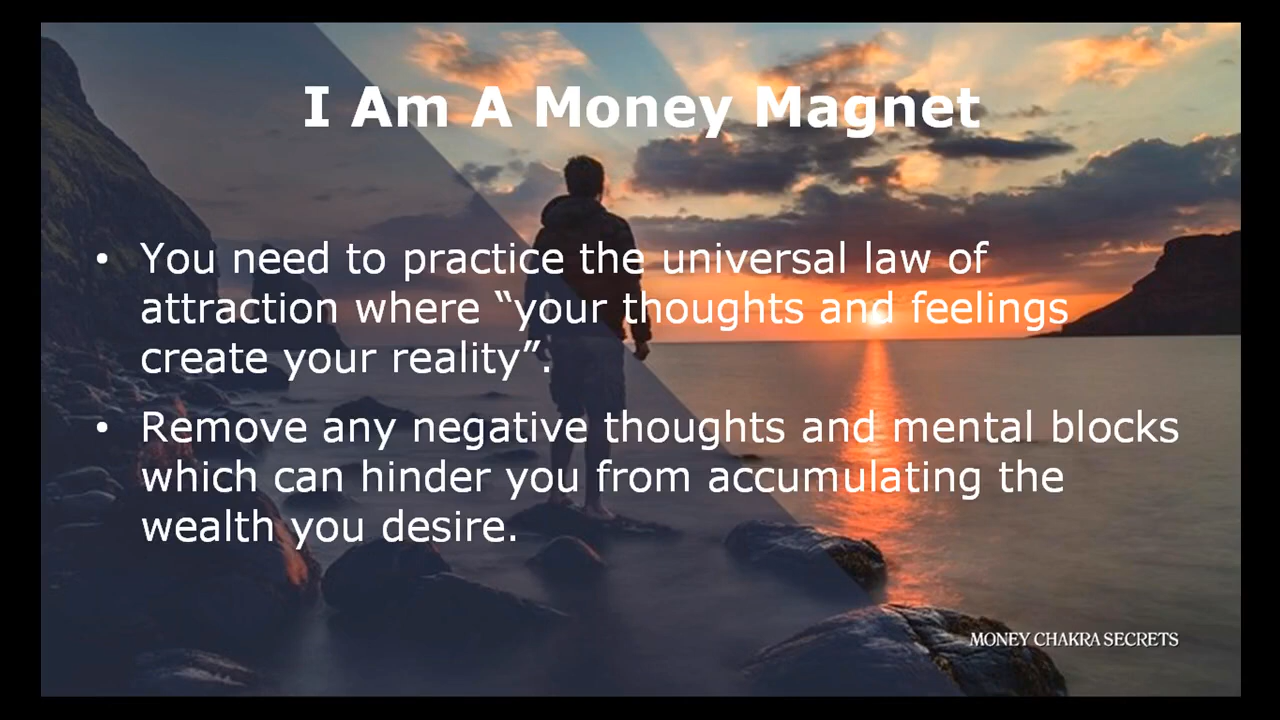 I Am A Money Magnet
• You need to practice the universal law of
attraction where “your thoughts and feelings
create your reality”.
• Remove any negative thoughts and mental blocks
which can hinder you from accumulating the
wealth you desire.
MONEY CHAKRA SECRETS